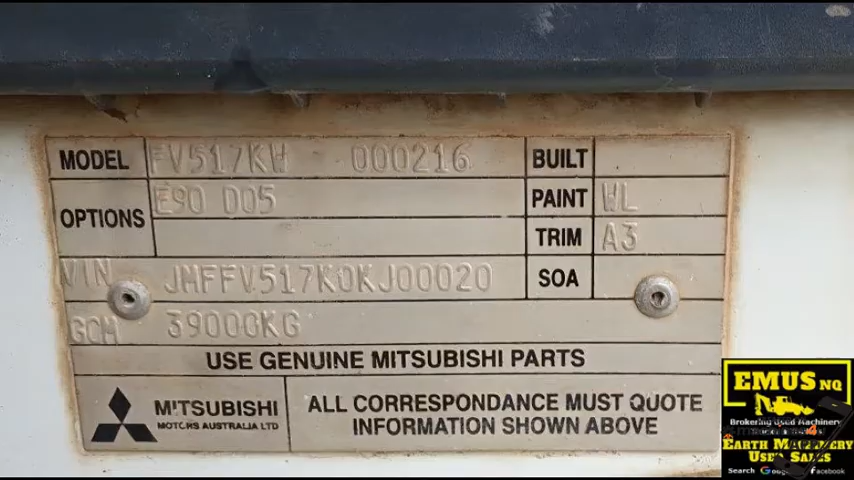 MODEL FV517KW 000216 BUILT
OPTIONS E90 D05 PAINT WL
TRIM A3
VIN JMFFV517K0KJ00020 SOA
GCM 39000KG
USE GENUINE MITSUBISHI PARTS
MITSUBISHI
MOTORS AUSTRALIA LTD
ALL CORRESPONDANCE MUST QUOTE
INFORMATION SHOWN ABOVE
EMUS NQ
Brokering Used Machinery
EARTH MACHINERY
USED SALES
Search Google facebook